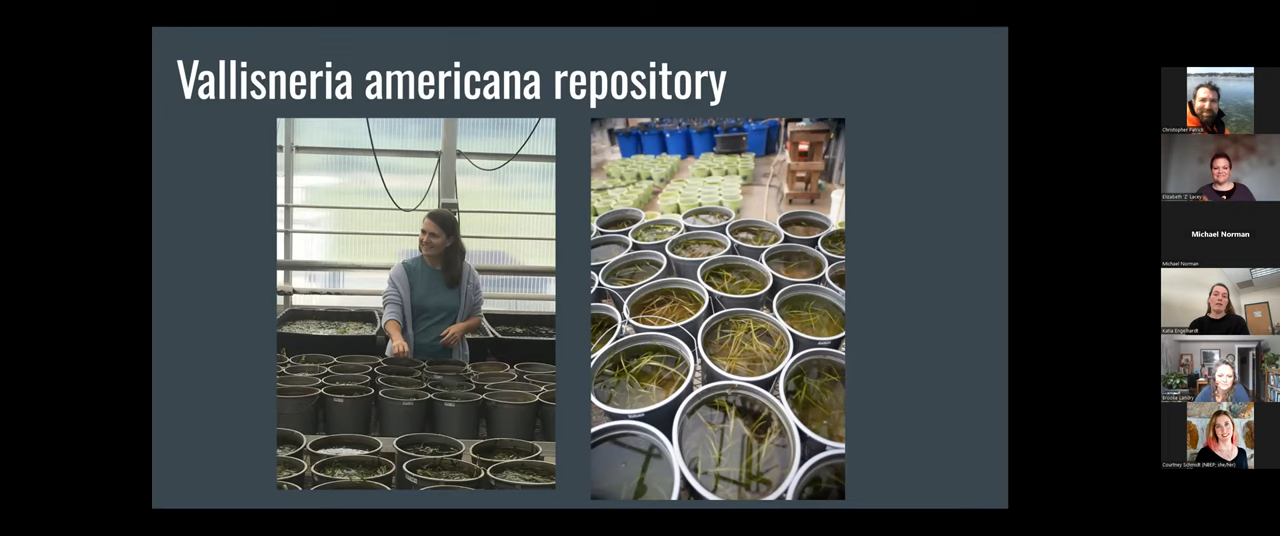 Vallisneria americana repository
Christopher Patrick
Elizabeth 'Z' Lacey
Michael Norman
Michael Norman
Katia Engelhardt
Brooke Landry
Courtney Schmidt (NBEP; she/her)